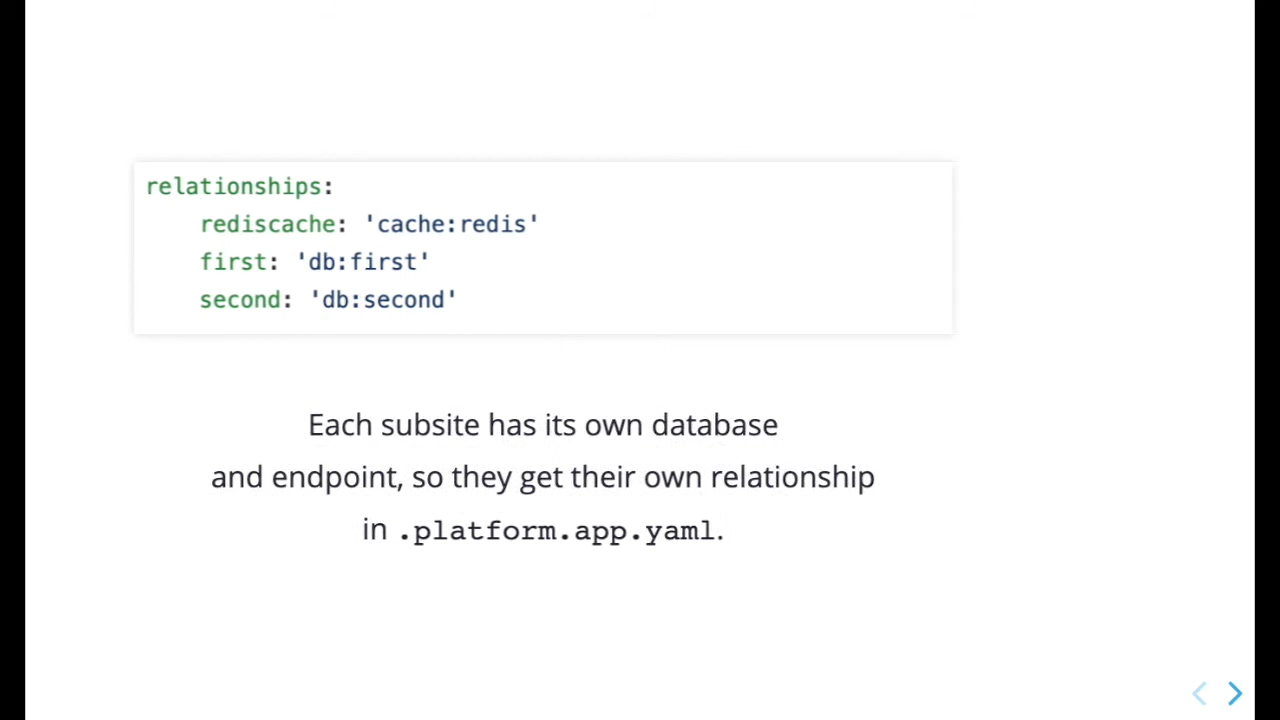 relationships:
    rediscache: 'cache:redis'
    first: 'db:first'
    second: 'db:second'
Each subsite has its own database
and endpoint, so they get their own relationship
in .platform.app.yaml.